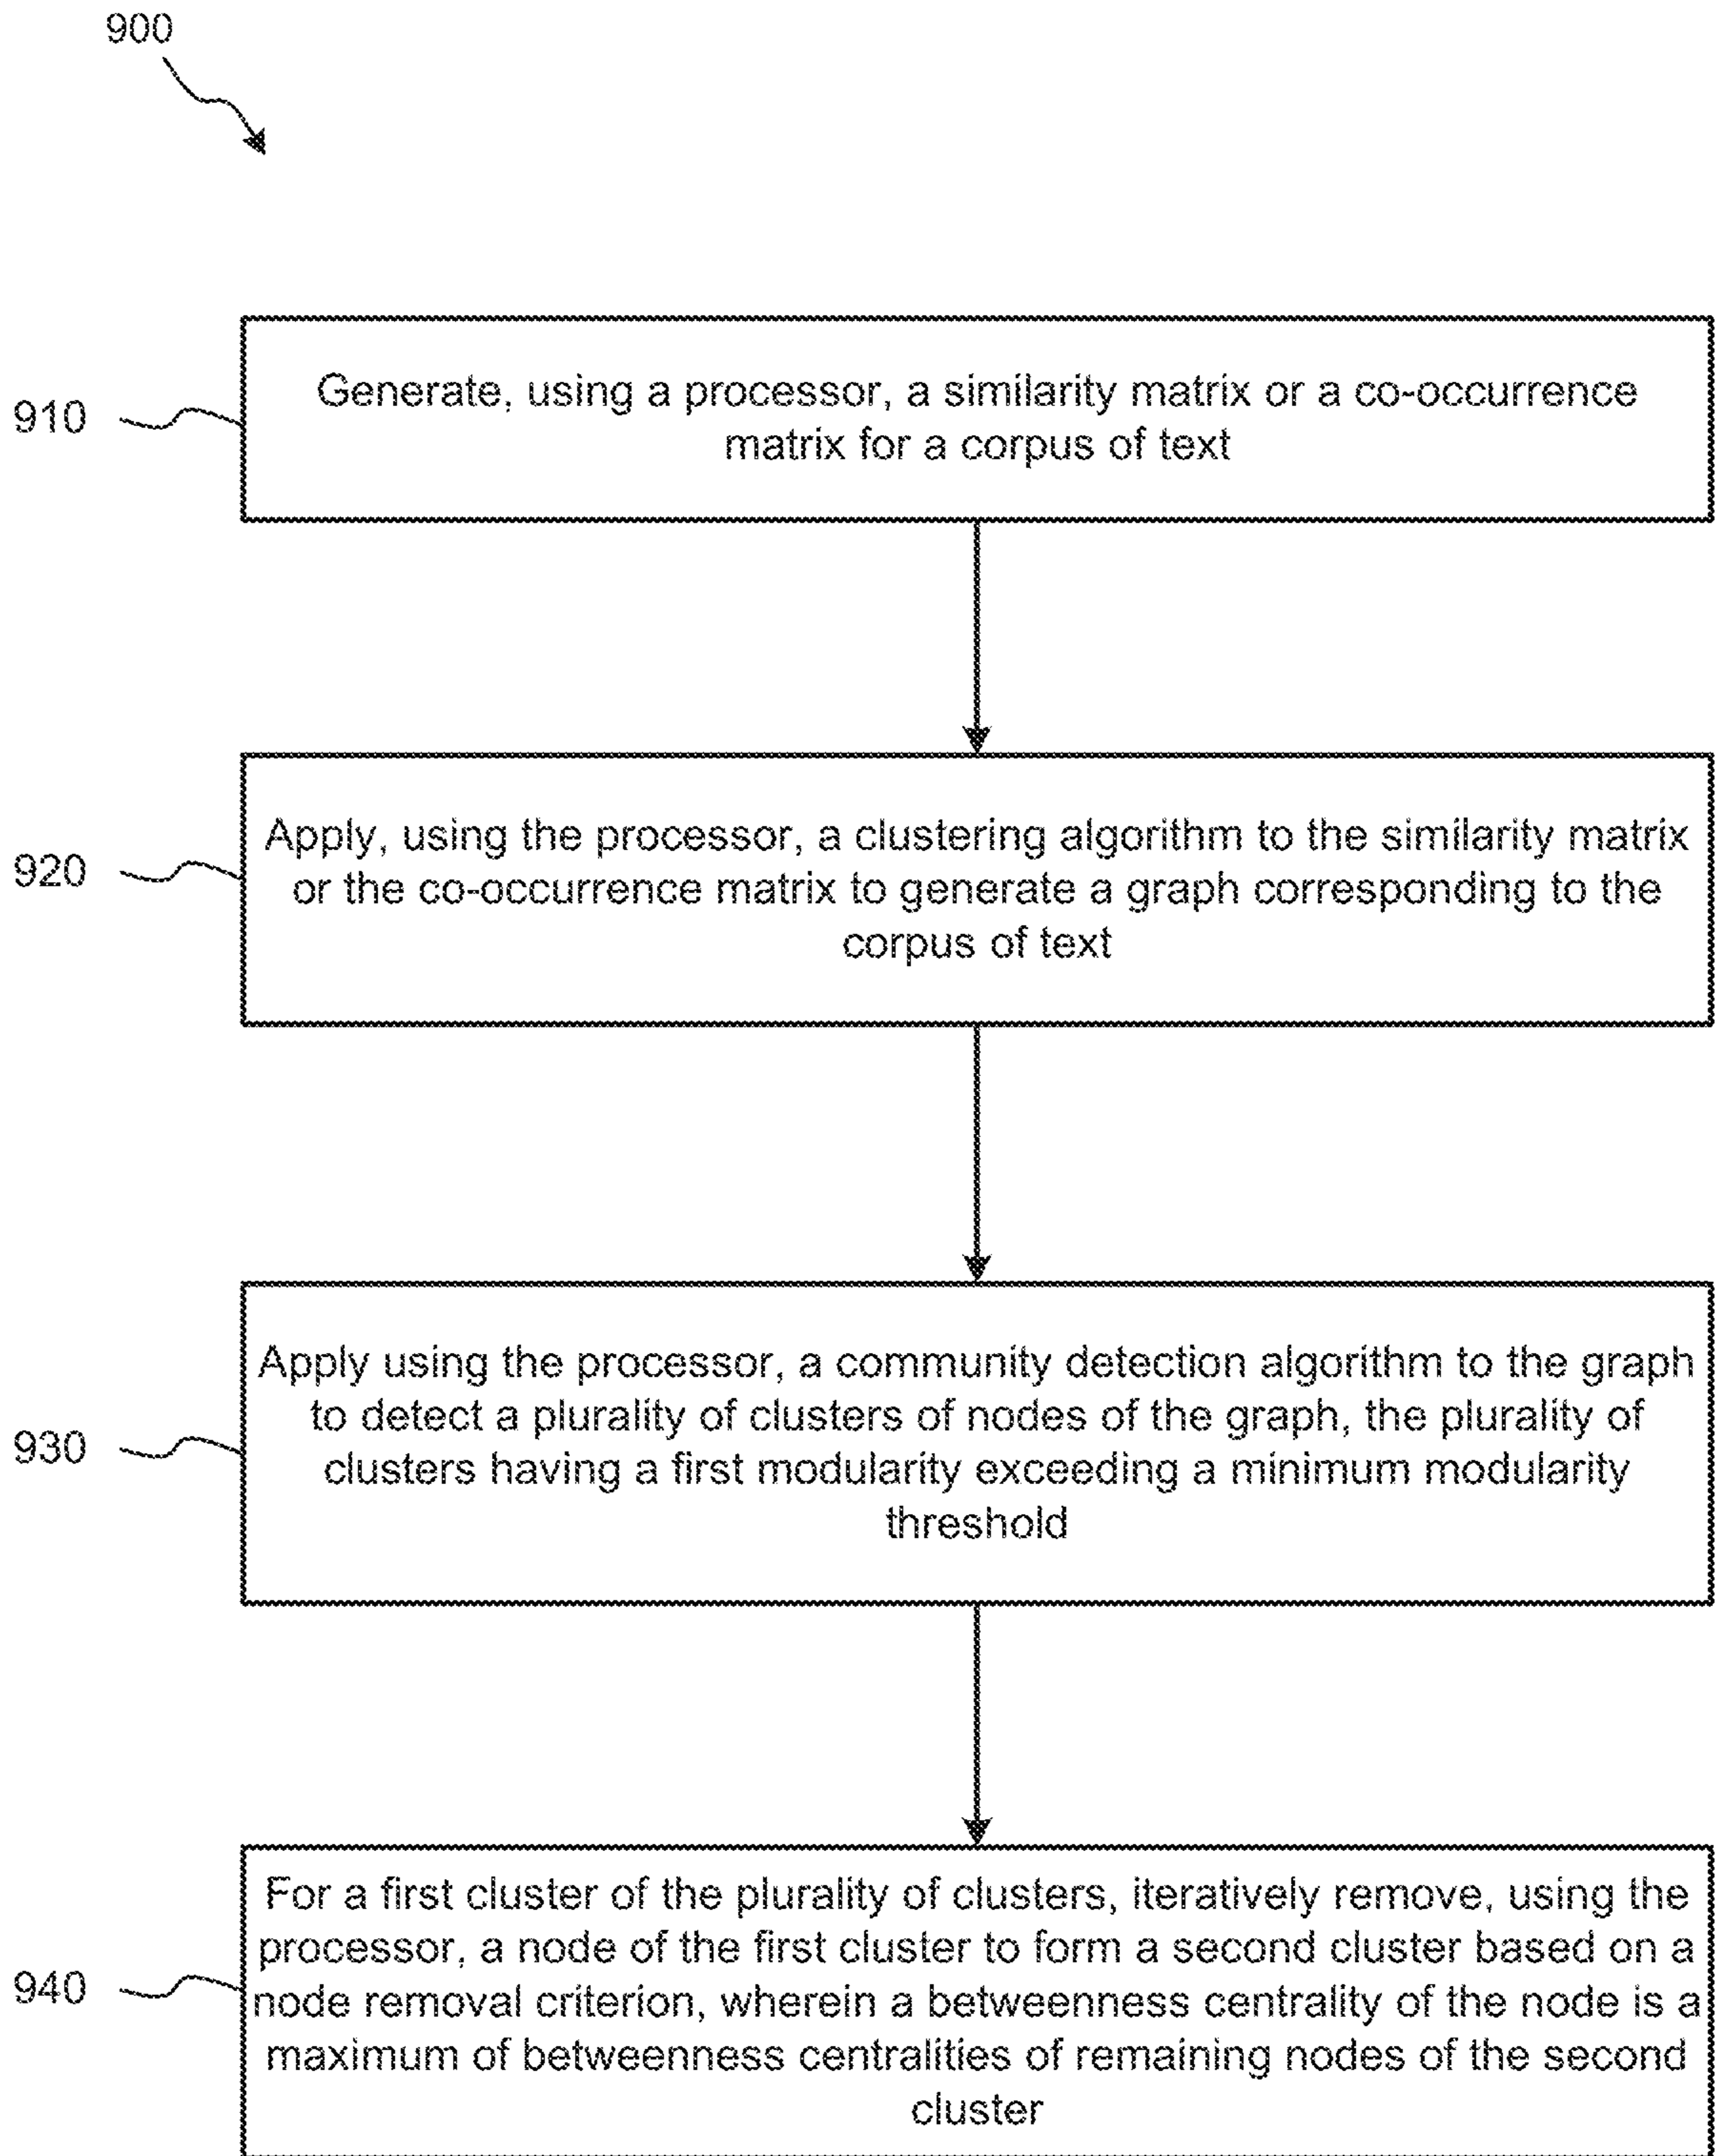 900
910
Generate, using a processor, a similarity matrix or a co-occurrence
matrix for a corpus of text
920
Apply, using the processor, a clustering algorithm to the similarity matrix
or the co-occurrence matrix to generate a graph corresponding to the
corpus of text
930
Apply using the processor, a community detection algorithm to the graph
to detect a plurality of clusters of nodes of the graph, the plurality of
clusters having a first modularity exceeding a minimum modularity
threshold
940
For a first cluster of the plurality of clusters, iteratively remove, using the
processor, a node of the first cluster to form a second cluster based on a
node removal criterion, wherein a betweenness centrality of the node is a
maximum of betweenness centralities of remaining nodes of the second
cluster